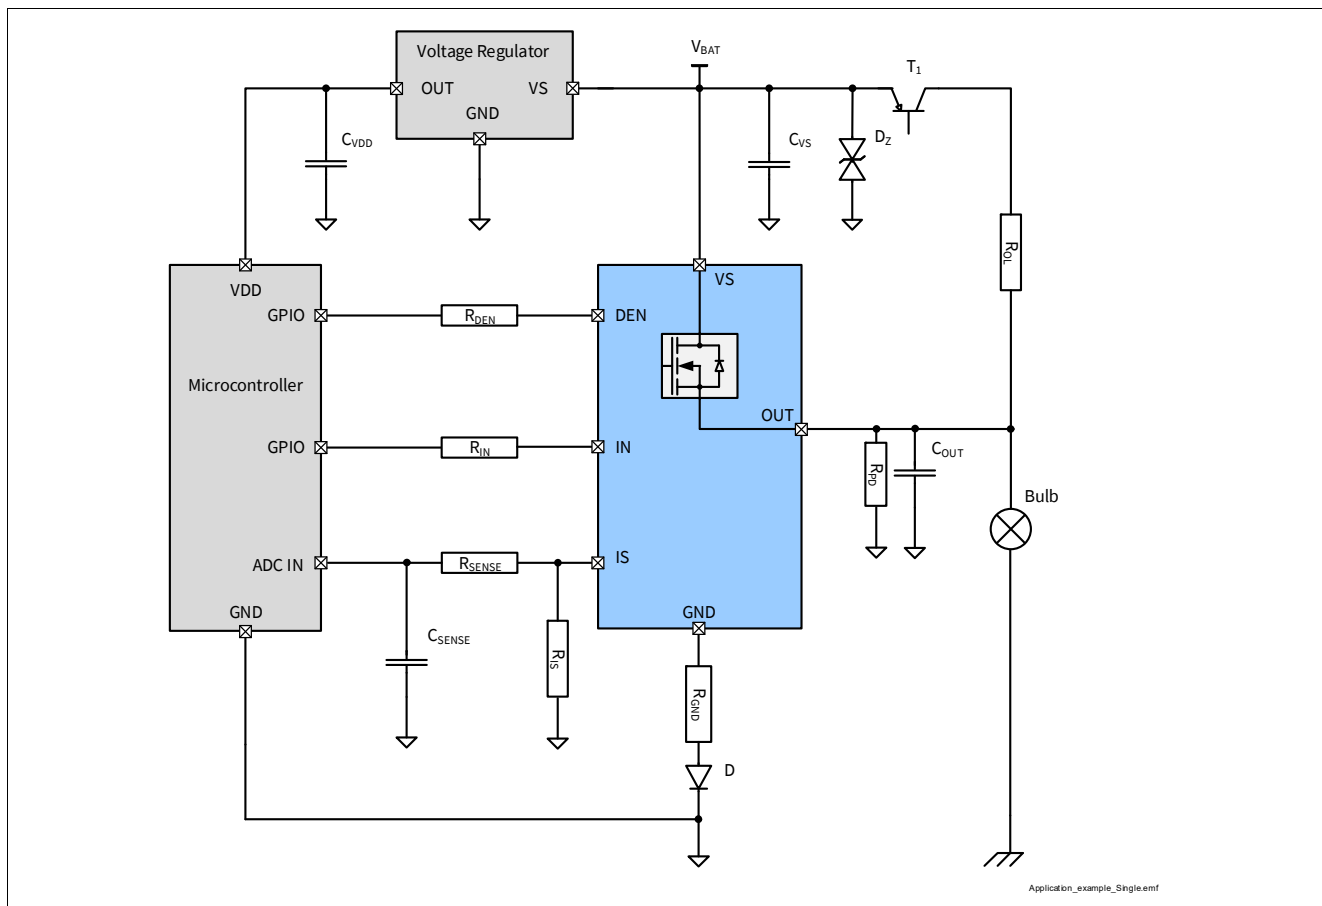 Voltage Regulator
OUT
VS
GND
V_BAT
T_1
C_VDD
C_VS
D_Z
R_OL
VDD
GPIO
R_DEN
DEN
VS
Microcontroller
OUT
GPIO
R_IN
IN
R_PD
C_OUT
Bulb
ADC IN
R_SENSE
IS
GND
GND
C_SENSE
R_IS
R_GND
D
Application_example_Single.emf